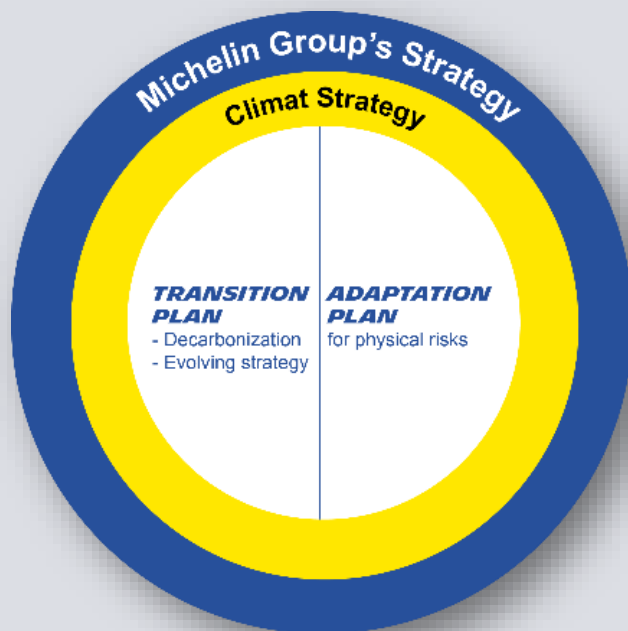 Michelin Group's Strategy
Climat Strategy
TRANSITION
PLAN
- Decarbonization
- Evolving strategy
ADAPTATION
PLAN
for physical risks